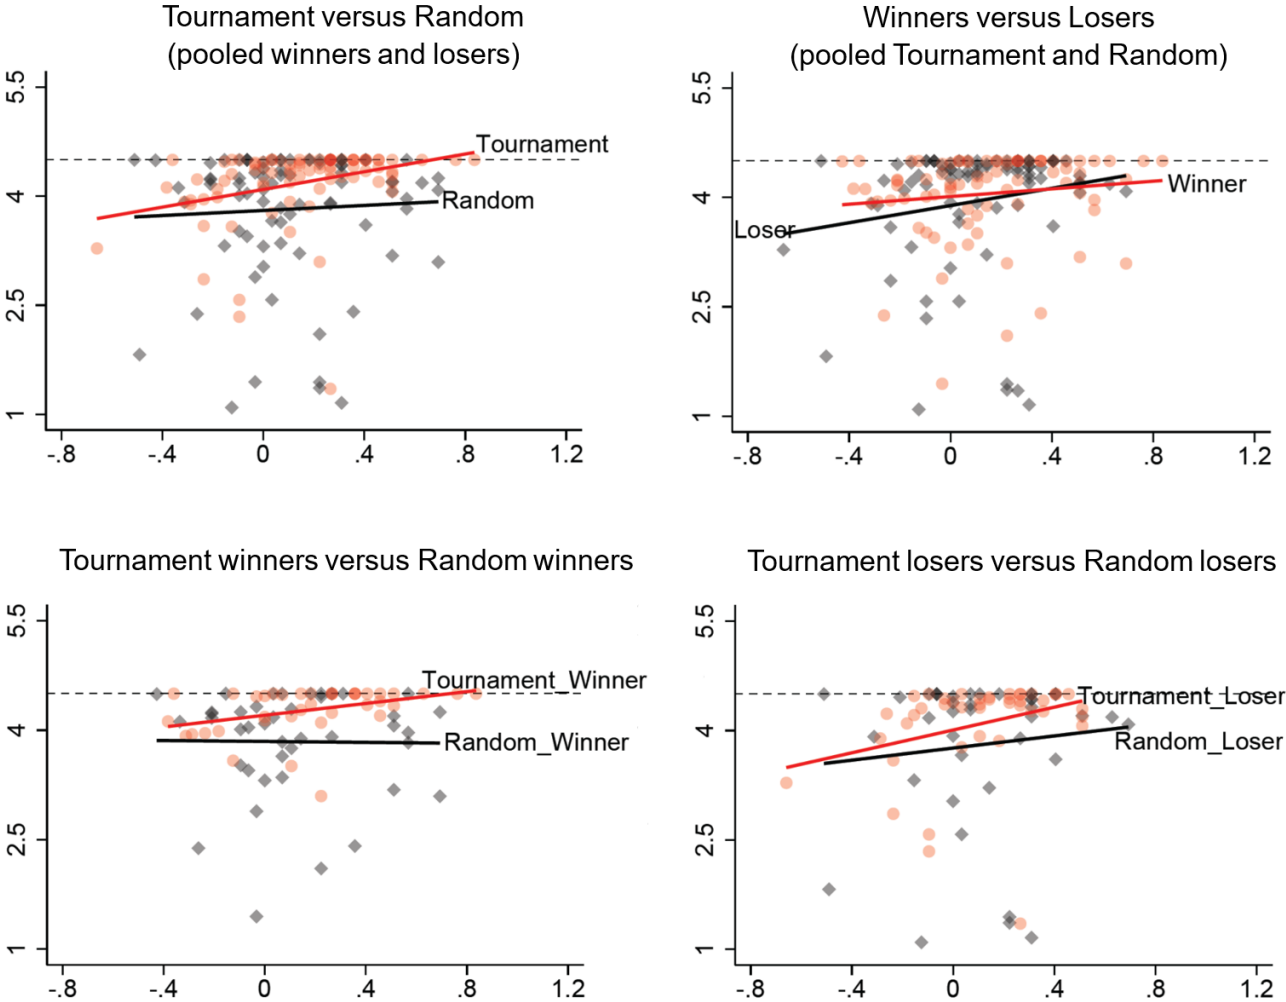 Tournament versus Random
(pooled winners and losers)
5.5
4
2.5
1
Tournament
Random
-.8 -.4 0 .4 .8 1.2
Winners versus Losers
(pooled Tournament and Random)
5.5
4
2.5
1
Loser
Winner
-.8 -.4 0 .4 .8 1.2
Tournament winners versus Random winners
5.5
4
2.5
1
Tournament_Winner
Random_Winner
-.8 -.4 0 .4 .8 1.2
Tournament losers versus Random losers
5.5
4
2.5
1
Tournament_Loser
Random_Loser
-.8 -.4 0 .4 .8 1.2